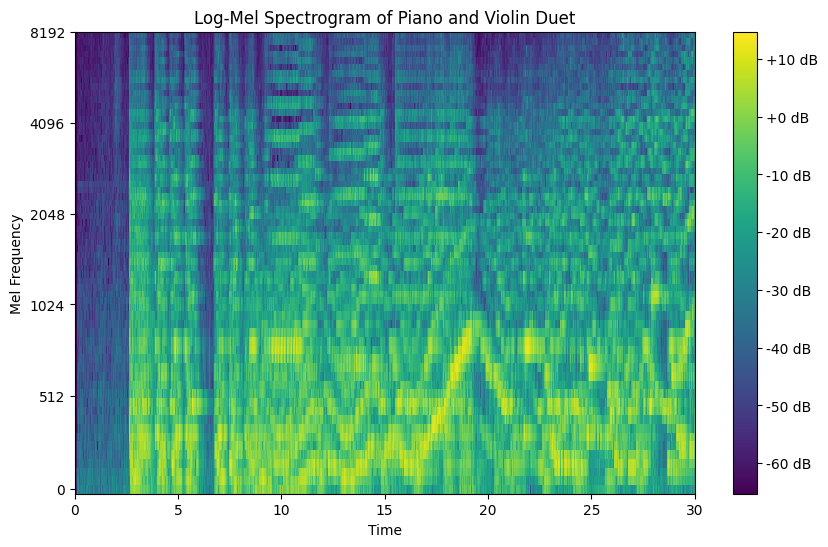 Log-Mel Spectrogram of Piano and Violin Duet
8192
4096
2048
1024
512
0
Mel Frequency
0 5 10 15 20 25 30
Time
+10 dB
+0 dB
-10 dB
-20 dB
-30 dB
-40 dB
-50 dB
-60 dB